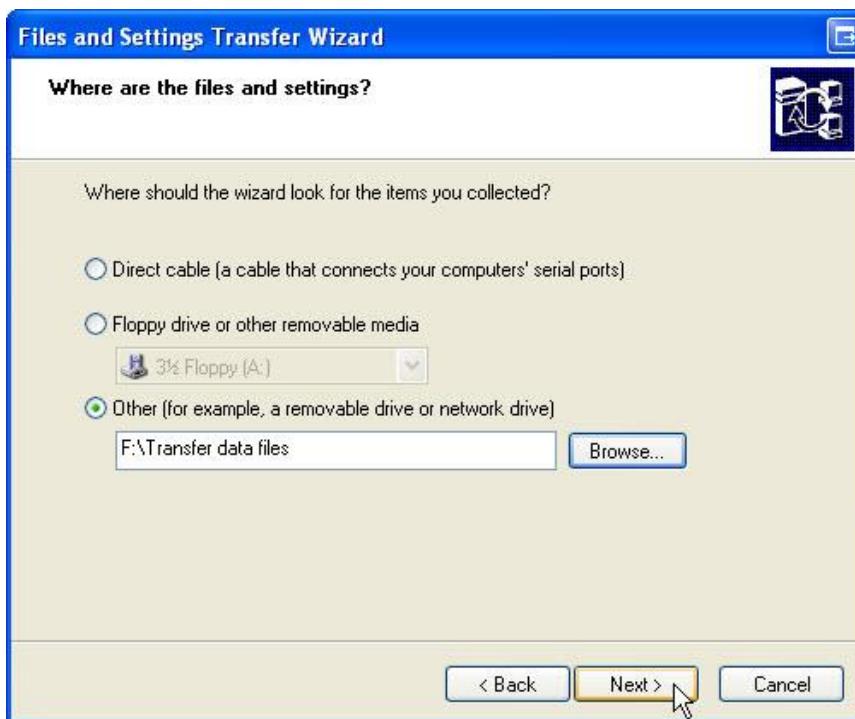 Files and Settings Transfer Wizard
Where are the files and settings?
Where should the wizard look for the items you collected?
Direct cable (a cable that connects your computers' serial ports)
Floppy drive or other removable media
3½ Floppy (A:)
Other (for example, a removable drive or network drive)
F:\Transfer data files
Browse...
< Back
Next >
Cancel